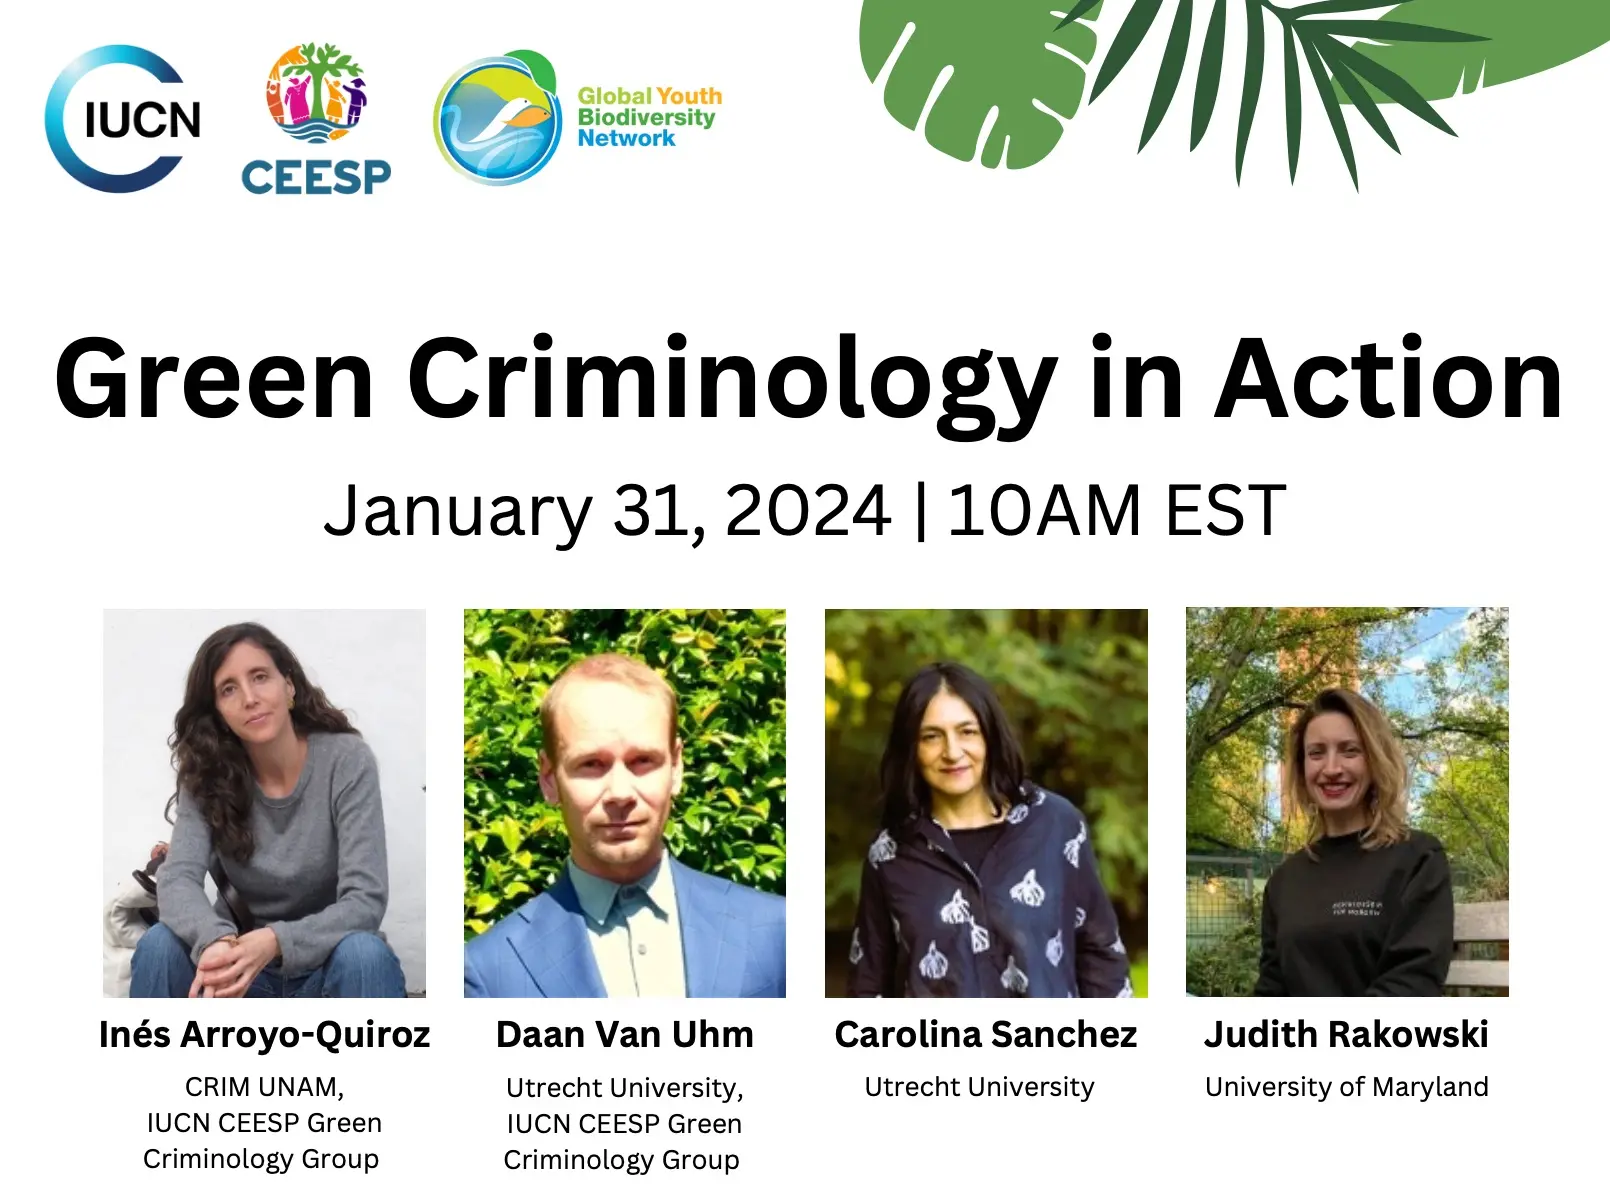 IUCN
CEESP
Global Youth
Biodiversity
Network
Green Criminology in Action
January 31, 2024 | 10AM EST
Inés Arroyo-Quiroz
CRIM UNAM,
IUCN CEESP Green
Criminology Group
Daan Van Uhm
Utrecht University,
IUCN CEESP Green
Criminology Group
Carolina Sanchez
Utrecht University
Judith Rakowski
University of Maryland